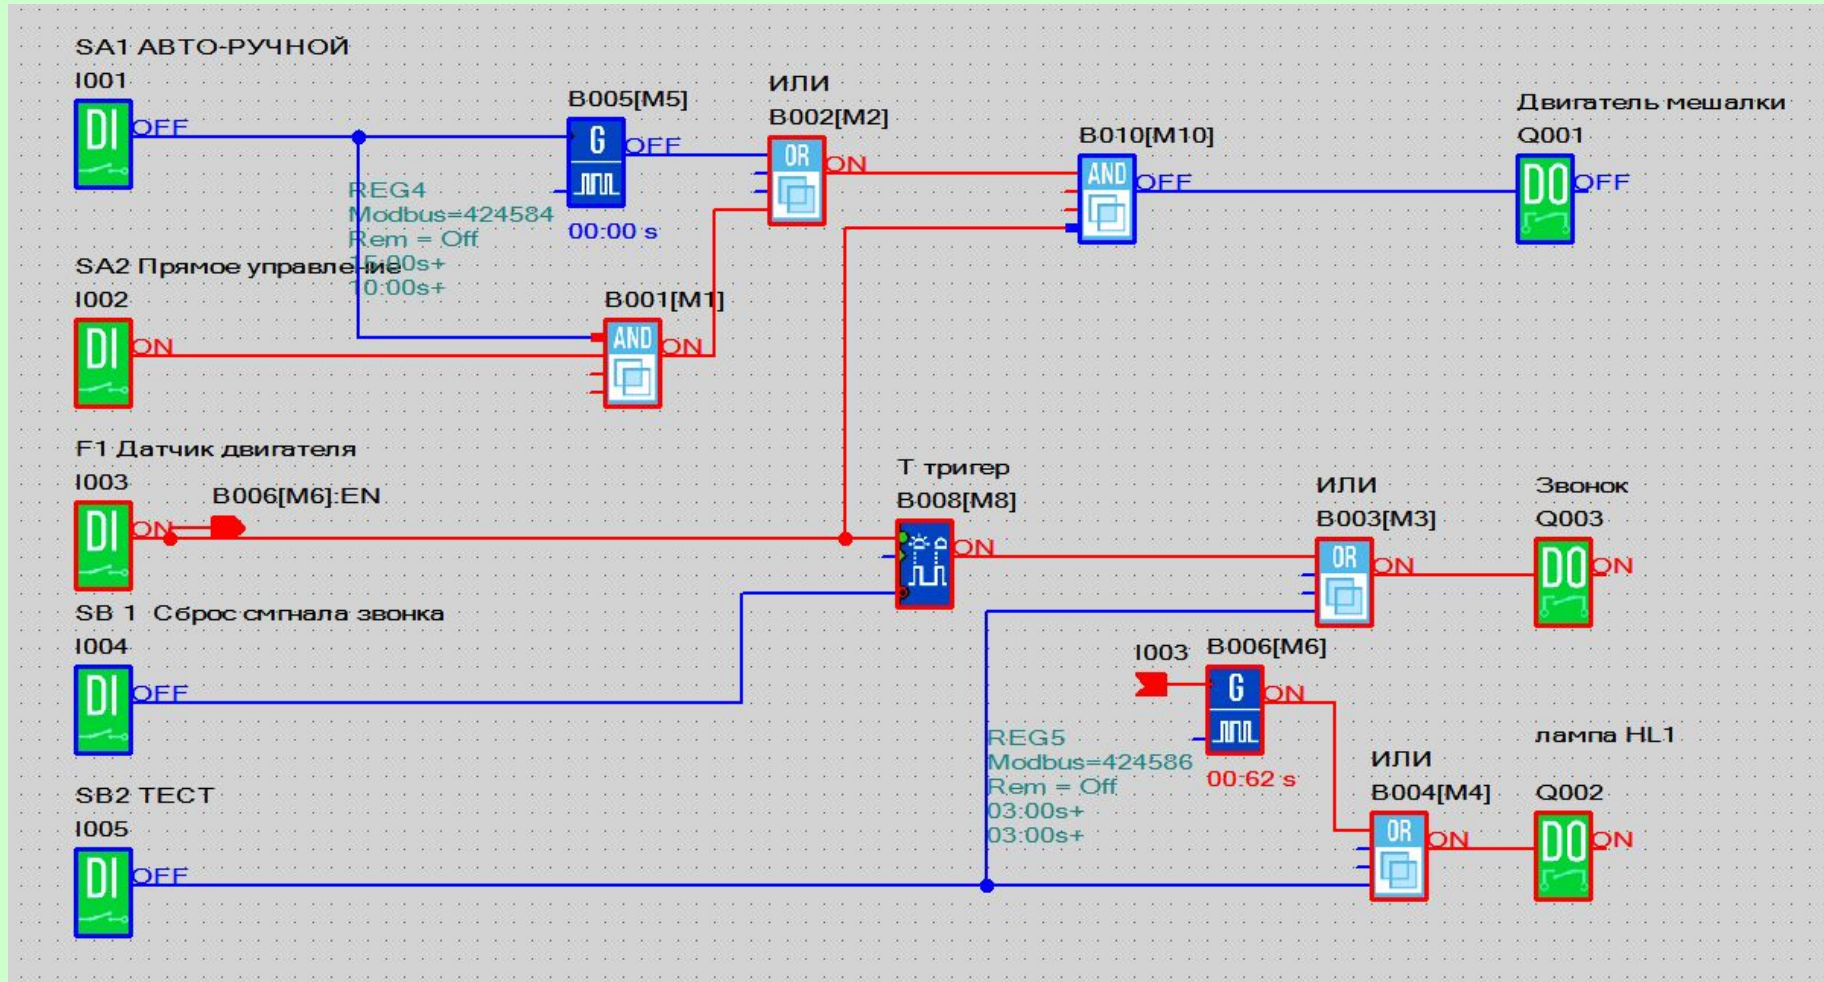 SA1 АВТО-РУЧНОЙ
I001
DI
OFF
B005[M5]
G
OFF
00:00 s
REG4
Modbus=424584
Rem = Off
15:00s+
10:00s+
ИЛИ
B002[M2]
OR
ON
B010[M10]
AND
OFF
Двигатель мешалки
Q001
DO
OFF
SA2 Прямое управление
I002
DI
ON
B001[M1]
AND
ON
F1 Датчик двигателя
I003
DI
ON
B006[M6]:EN
Т тригер
B008[M8]
ON
ИЛИ
B003[M3]
OR
ON
Звонок
Q003
DO
ON
SB 1 Сброс смгнала звонка
I004
DI
OFF
I003
B006[M6]
G
ON
00:62 s
REG5
Modbus=424586
Rem = Off
03:00s+
03:00s+
SB2 ТЕСТ
I005
DI
OFF
ИЛИ
B004[M4]
OR
ON
лампа HL1
Q002
DO
ON